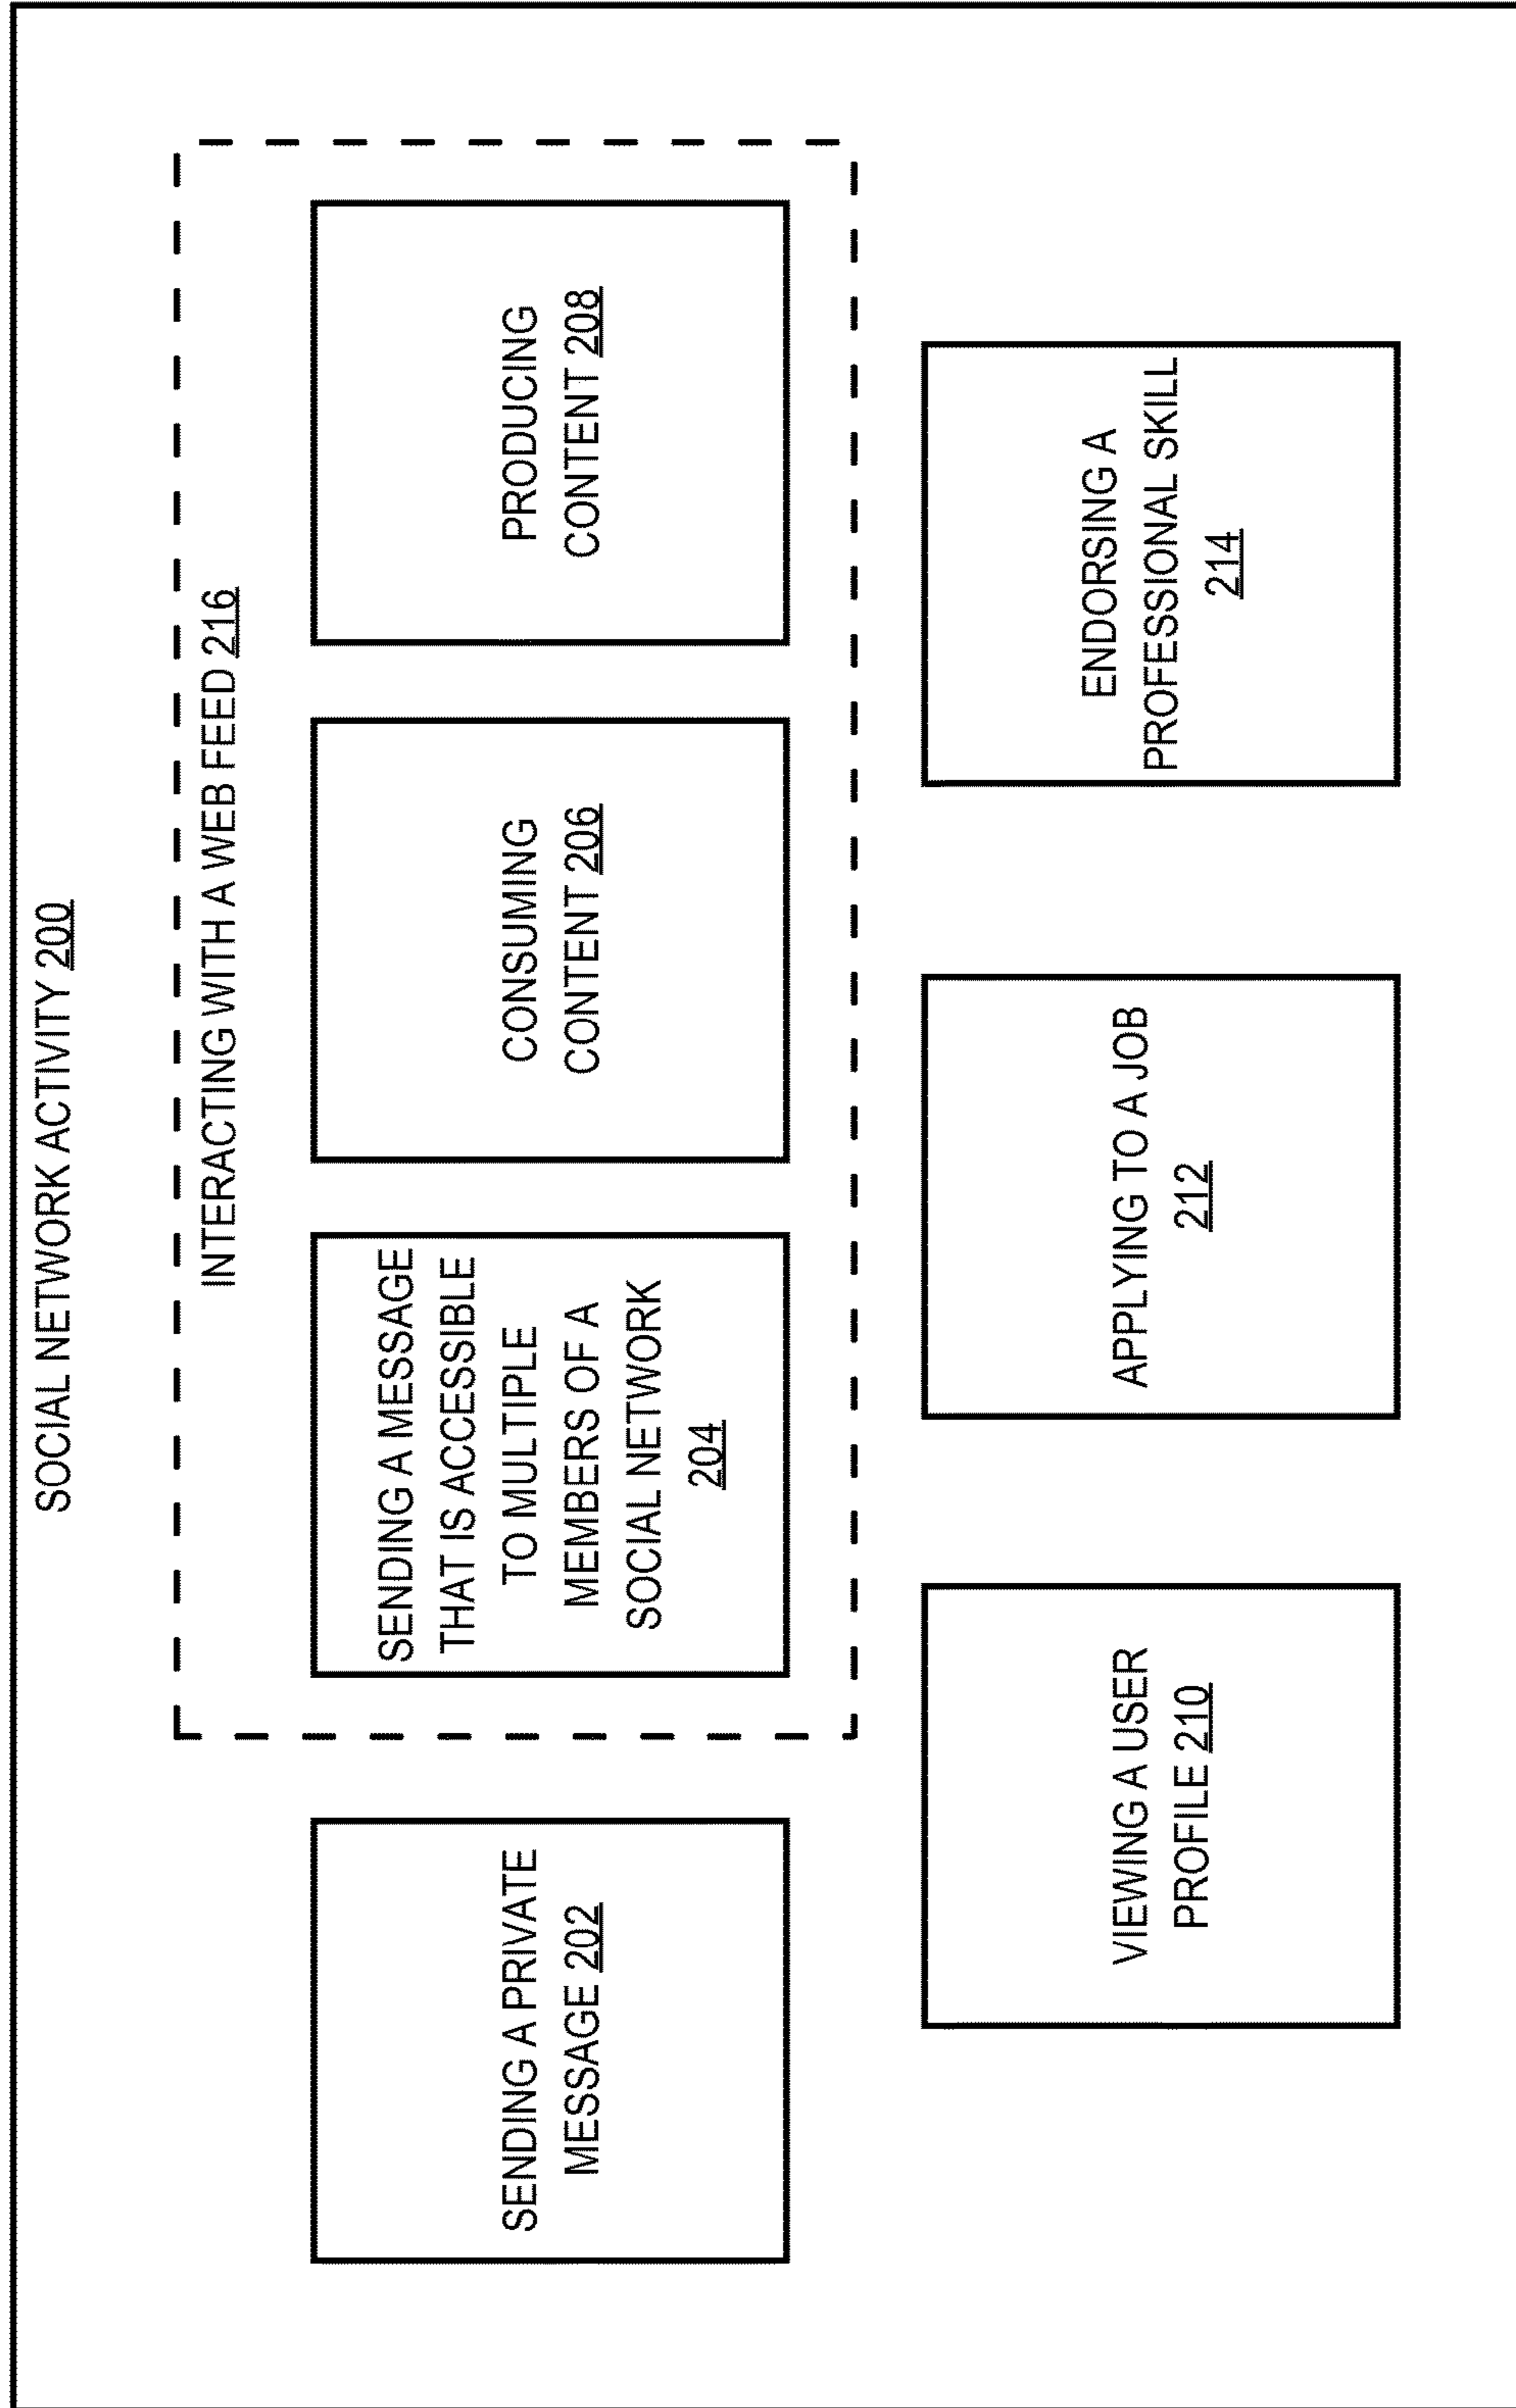 SOCIAL NETWORK ACTIVITY 200
INTERACTING WITH A WEB FEED 216
SENDING A PRIVATE
MESSAGE 202
SENDING A MESSAGE
THAT IS ACCESSIBLE
TO MULTIPLE
MEMBERS OF A
SOCIAL NETWORK
204
CONSUMING
CONTENT 206
PRODUCING
CONTENT 208
VIEWING A USER
PROFILE 210
APPLYING TO A JOB
212
ENDORSING A
PROFESSIONAL SKILL
214